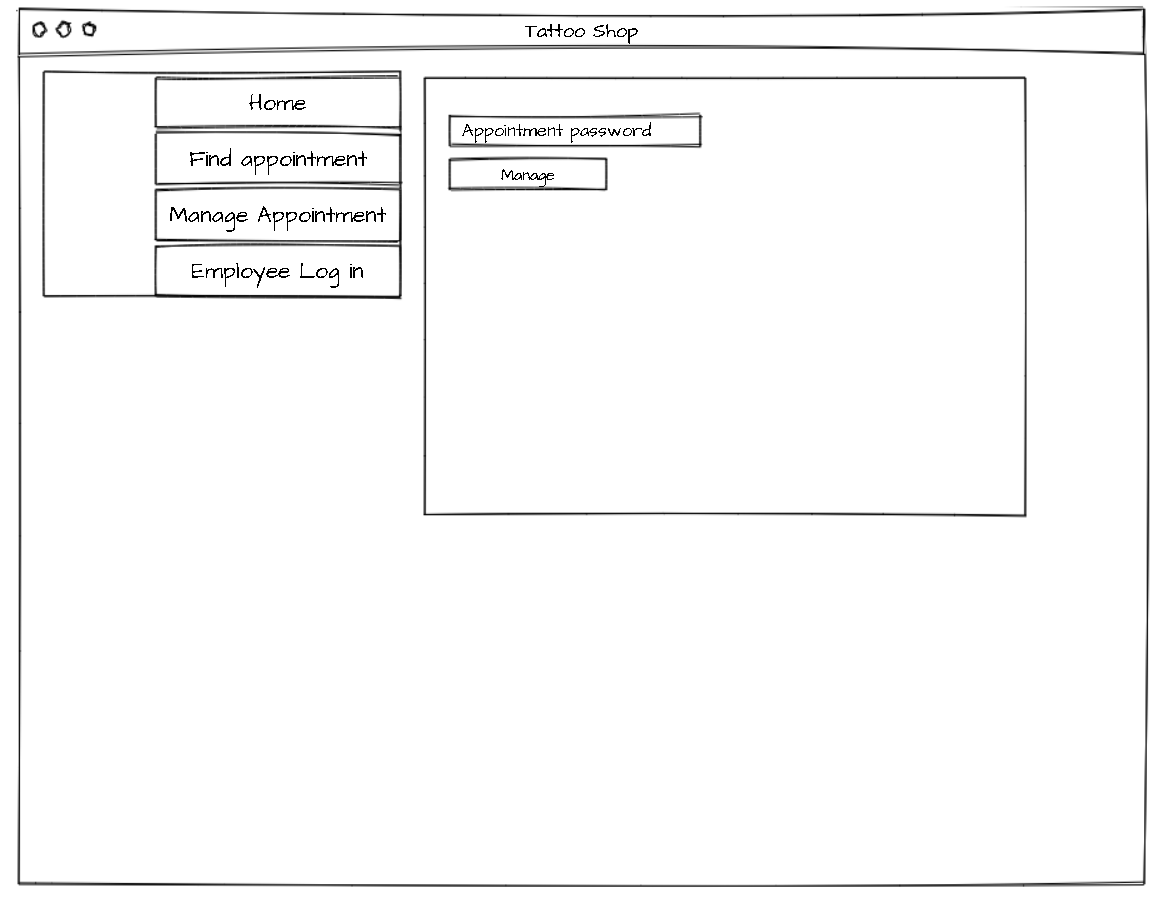 Tattoo Shop
Home
Find appointment
Manage Appointment
Employee Log in
Appointment password
Manage